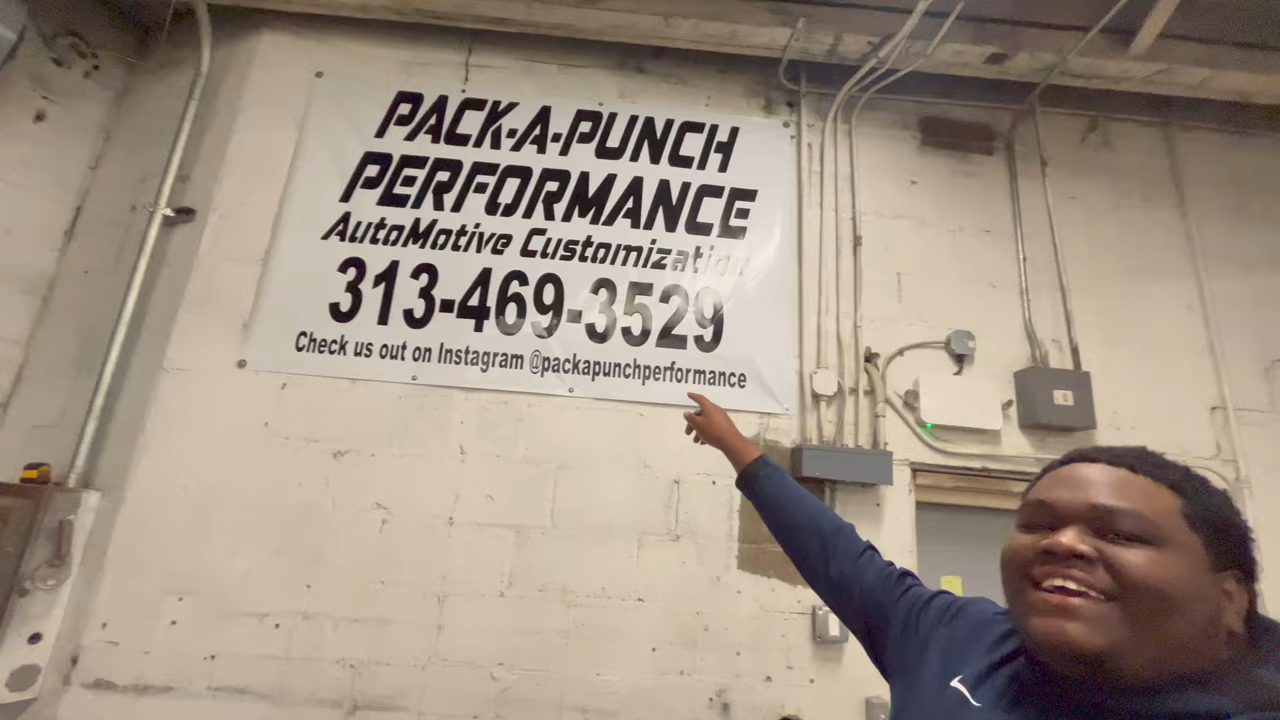 PACK-A-PUNCH
PERFORMANCE
AutoMotive Customization
313-469-3529
Check us out on Instagram @packapunchperformance